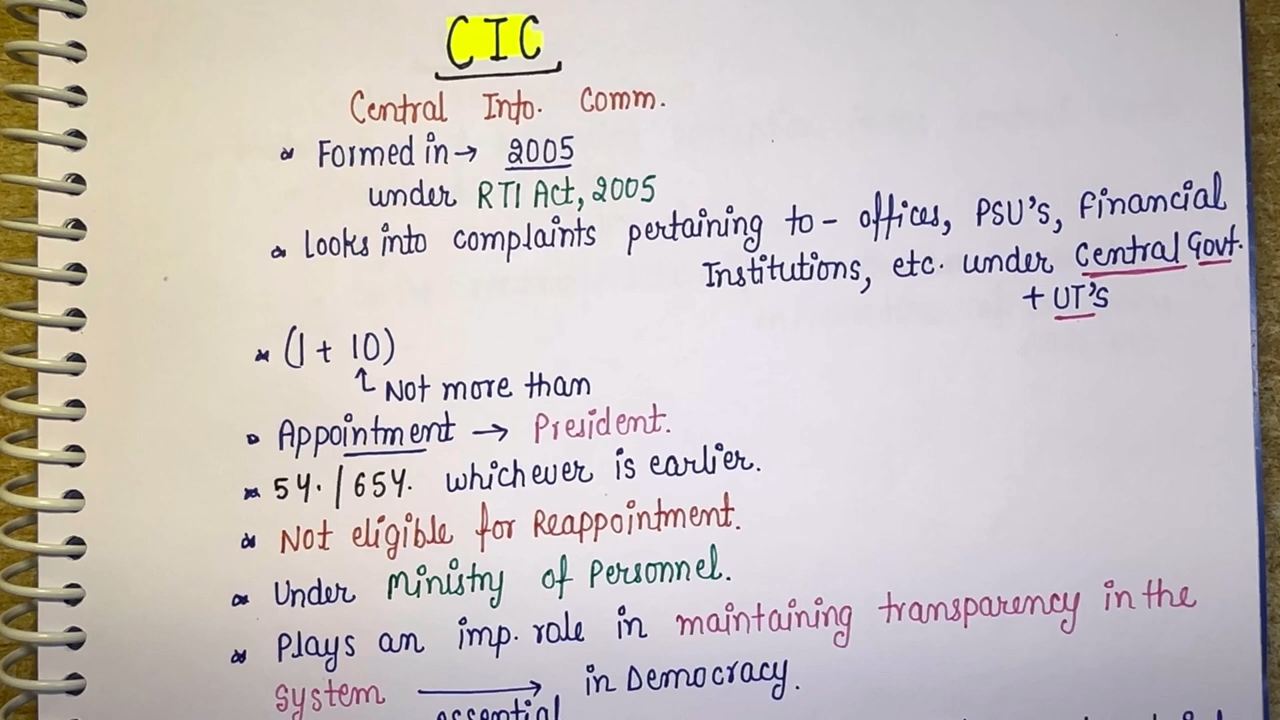 CIC
Central Info. Comm.
Formed in → 2005
under RTI Act, 2005
Looks into complaints pertaining to - offices, PSU's, Financial
Institutions, etc. under Central Govt.
+ UT's
(1 + 10)
Not more than
Appointment → President.
5Y. / 65Y. whichever is earlier.
Not eligible for Reappointment.
Under Ministry of Personnel.
Plays an imp. role in maintaining transparency in the
system → in Democracy.
essential